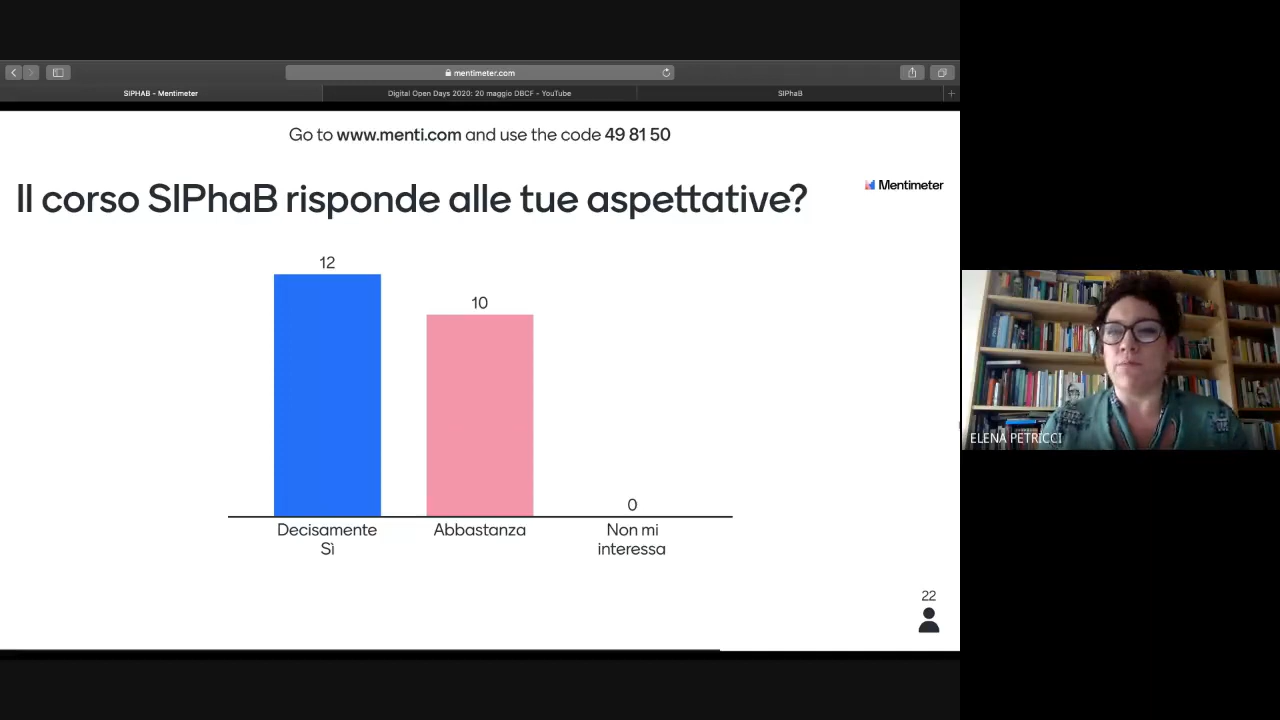 mentimeter.com
SIPHAB - Mentimeter
Digital Open Days 2020: 20 maggio DBCF - YouTube
SIPhaB
Go to www.menti.com and use the code 49 81 50
Il corso SIPhaB risponde alle tue aspettative?
Mentimeter
12
10
0
Decisamente
Sì
Abbastanza
Non mi
interessa
22
ELENA PETRICCI